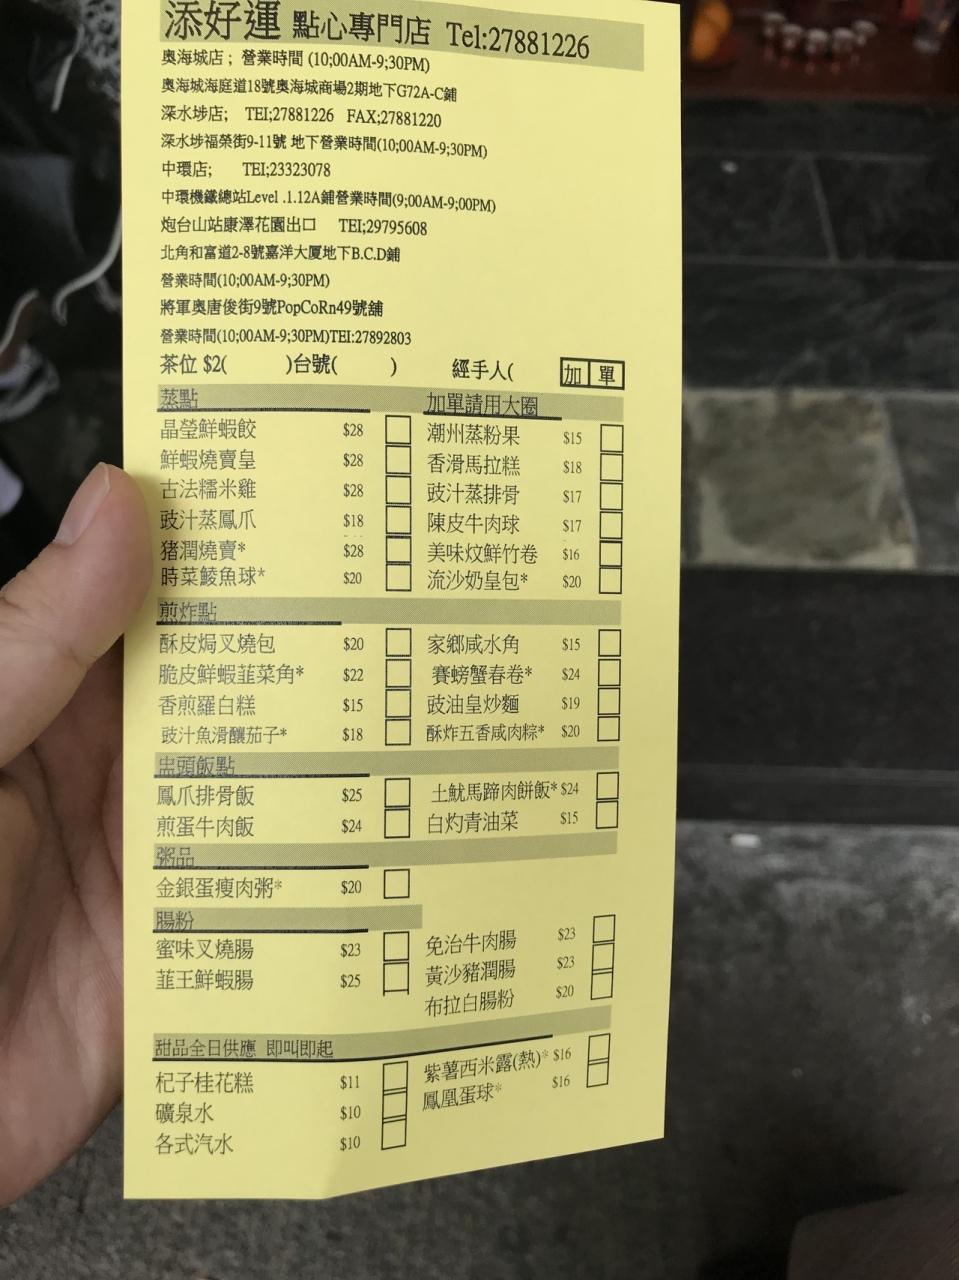 添好運 點心專門店 Tel:27881226
奧海城店； 營業時間 (10;00AM-9;30PM)
奧海城海庭道18號奧海城商場2期地下G72A-C鋪
深水埗店; TEI;27881226 FAX;27881220
深水埗福榮街9-11號 地下營業時間(10;00AM-9;30PM)
中環店; TEI;23323078
中環機鐵總站Level .1.12A鋪營業時間(9;00AM-9;00PM)
炮台山站康澤花園出口 TEI;29795608
北角和富道2-8號嘉洋大厦地下B.C.D鋪
營業時間(10;00AM-9;30PM)
將軍奧唐俊街9號PopCoRn49號舖
營業時間(10;00AM-9;30PM)TEI:27892803
茶位 $2( )台號( ) 經手人( 加 單
蒸點 加單請用大圈
晶瑩鮮蝦餃 $28 潮州蒸粉果 $15
鮮蝦燒賣皇 $28 香滑馬拉糕 $18
古法糯米雞 $28 豉汁蒸排骨 $17
豉汁蒸鳳爪 $18 陳皮牛肉球 $17
猪潤燒賣* $28 美味炆鮮竹卷 $16
時菜鯪魚球* $20 流沙奶皇包* $20
煎炸點
酥皮焗叉燒包 $20 家鄉咸水角 $15
脆皮鮮蝦韮菜角* $22 賽螃蟹春卷* $24
香煎羅白糕 $15 豉油皇炒麵 $19
豉汁魚滑釀茄子* $18 酥炸五香咸肉粽* $20
盅頭飯點
鳳爪排骨飯 $25 土魷馬蹄肉餅飯* $24
煎蛋牛肉飯 $24 白灼青油菜 $15
粥品
金銀蛋瘦肉粥* $20
腸粉
蜜味叉燒腸 $23 免治牛肉腸 $23
韮王鮮蝦腸 $25 黃沙豬潤腸 $23
布拉白腸粉 $20
甜品全日供應 即叫即起
杞子桂花糕 $11 紫薯西米露(熱)* $16
礦泉水 $10 鳳凰蛋球* $16
各式汽水 $10